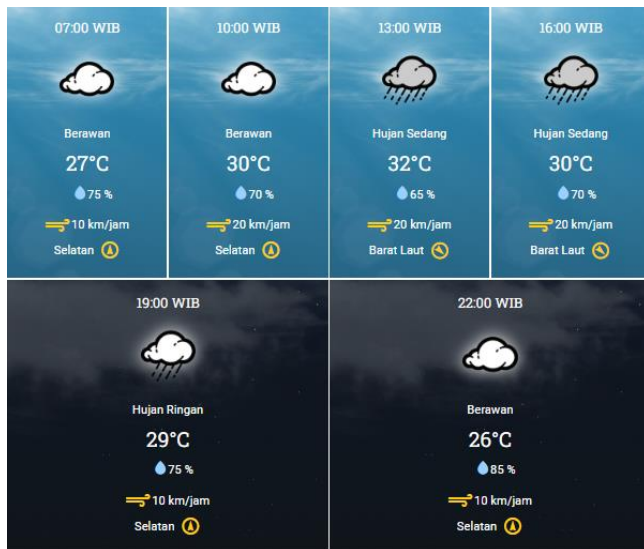 07:00 WIB
Berawan
27°C
75 %
10 km/jam
Selatan
10:00 WIB
Berawan
30°C
70 %
20 km/jam
Selatan
13:00 WIB
Hujan Sedang
32°C
65 %
20 km/jam
Barat Laut
16:00 WIB
Hujan Sedang
30°C
70 %
20 km/jam
Barat Laut
19:00 WIB
Hujan Ringan
29°C
75 %
10 km/jam
Selatan
22:00 WIB
Berawan
26°C
85 %
10 km/jam
Selatan